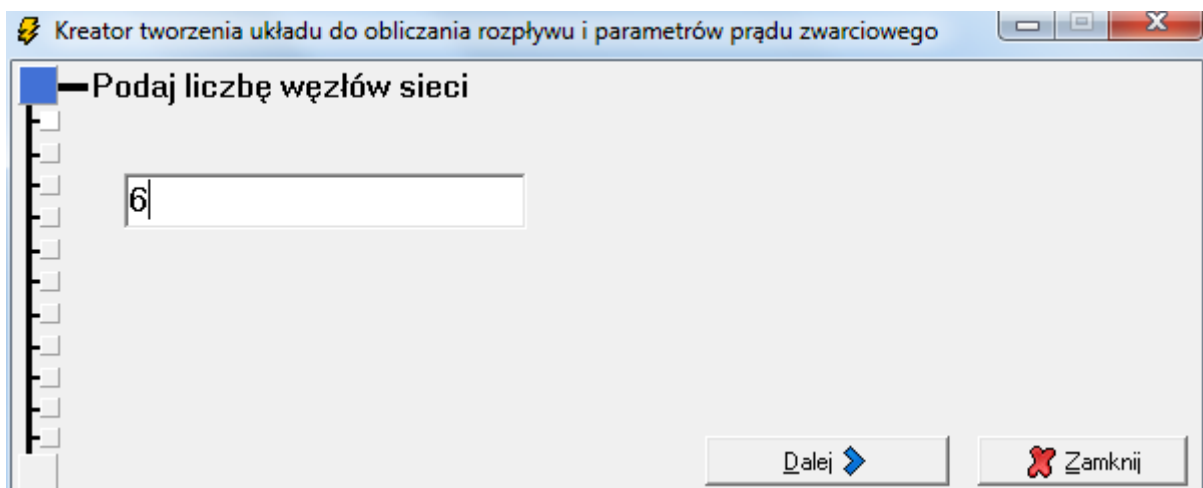 Kreator tworzenia układu do obliczania rozpływu i parametrów prądu zwarciowego
Podaj liczbę węzłów sieci
6
Dalej
Zamknij